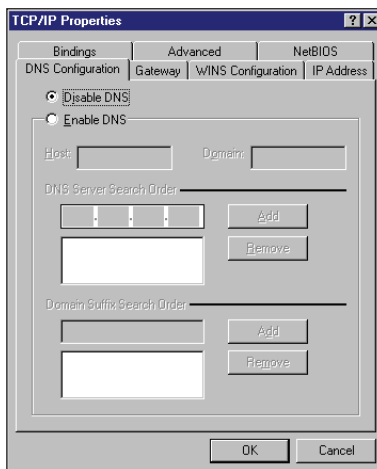 TCP/IP Properties
Bindings Advanced NetBIOS
DNS Configuration Gateway WINS Configuration IP Address
Disable DNS
Enable DNS
Host: Domain:
DNS Server Search Order
Add
Remove
Domain Suffix Search Order
Add
Remove
OK Cancel